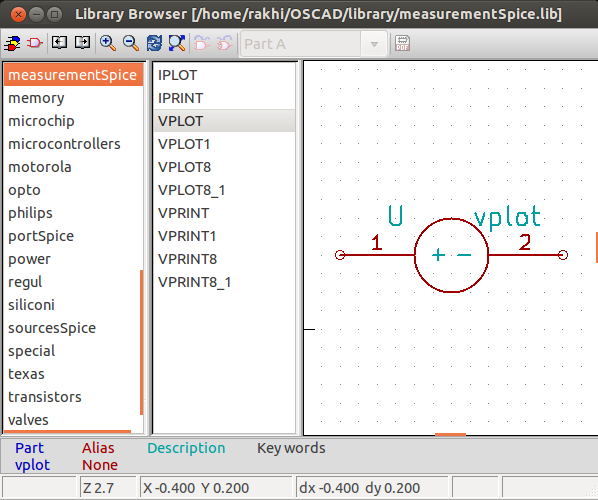 Library Browser [/home/rakhi/OSCAD/library/measurementSpice.lib]
Part A
PDF
measurementSpice
memory
microchip
microcontrollers
motorola
opto
philips
portSpice
power
regul
siliconi
sourcesSpice
special
texas
transistors
valves
IPLOT
IPRINT
VPLOT
VPLOT1
VPLOT8
VPLOT8_1
VPRINT
VPRINT1
VPRINT8
VPRINT8_1
U vplot
1 + - 2
Part Alias Description Key words
vplot None
Z 2.7 X -0.400 Y 0.200 dx -0.400 dy 0.200